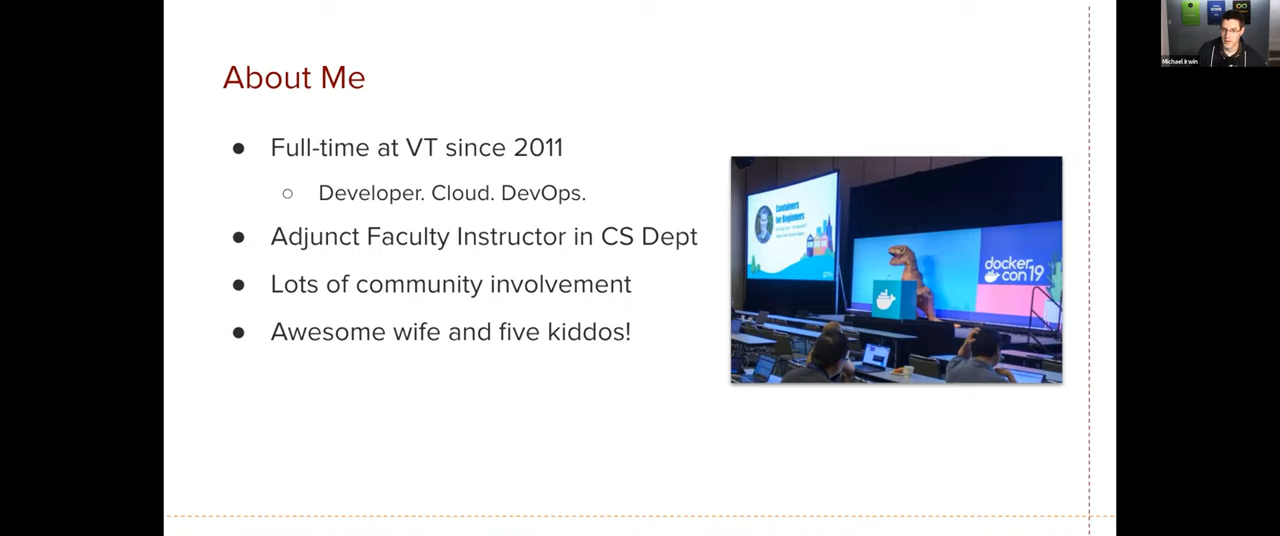 About Me
Full-time at VT since 2011
Developer. Cloud. DevOps.
Adjunct Faculty Instructor in CS Dept
Lots of community involvement
Awesome wife and five kiddos!
Containers
for Beginners
docker
con 19
Michael Irwin